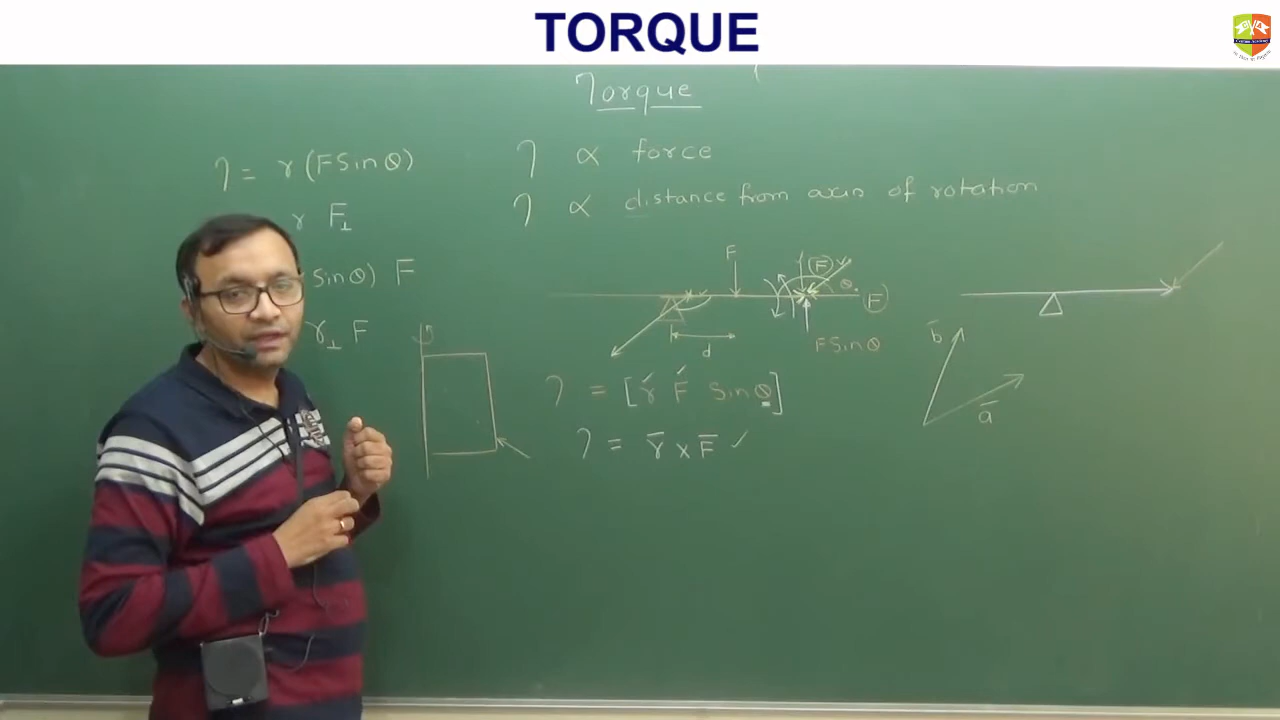 TORQUE
Torque
τ = r (F Sin θ)
r F⊥
Sin θ) F
r⊥ F
τ ∝ force
τ ∝ distance from axis of rotation
F
F
θ
F
F Sin θ
d
τ = [r F Sin θ]
τ = r̄ × F̄ ✓
b̄
ā